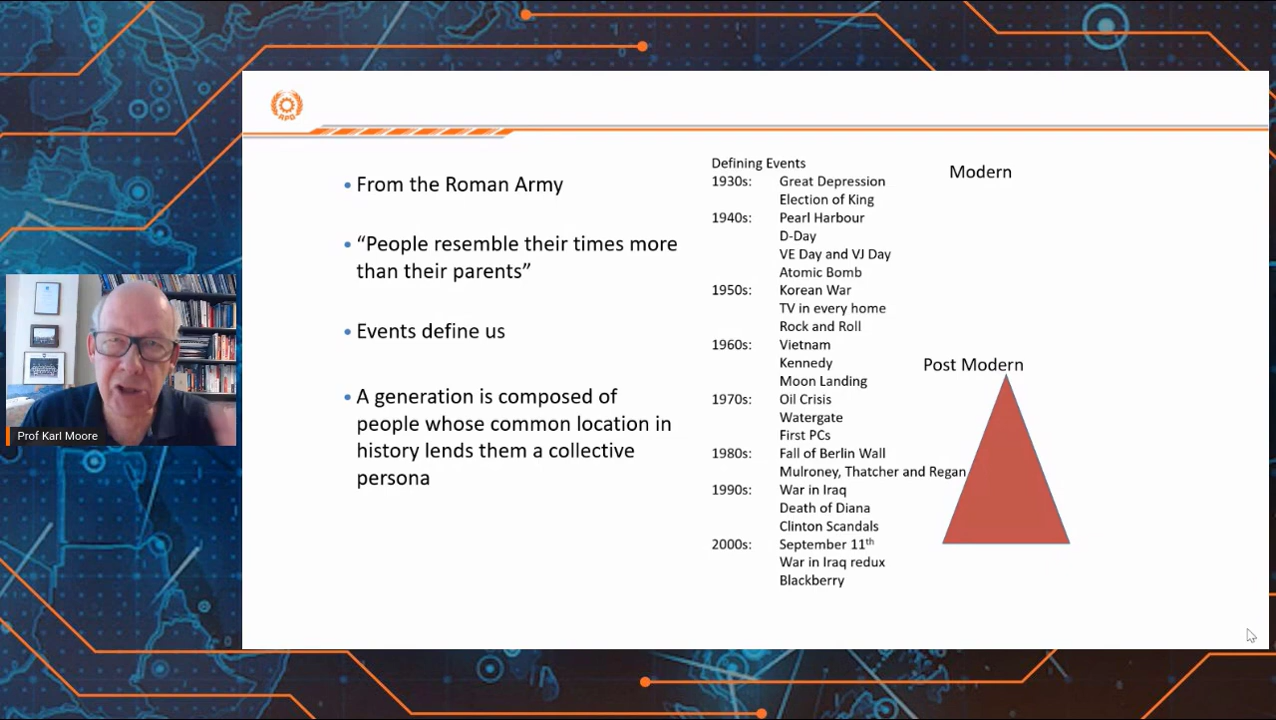 RPO
• From the Roman Army
• “People resemble their times more
than their parents”
• Events define us
• A generation is composed of
people whose common location in
history lends them a collective
persona
Defining Events
1930s: Great Depression
Election of King
1940s: Pearl Harbour
D-Day
VE Day and VJ Day
Atomic Bomb
1950s: Korean War
TV in every home
Rock and Roll
1960s: Vietnam
Kennedy
Moon Landing
1970s: Oil Crisis
Watergate
First PCs
1980s: Fall of Berlin Wall
Mulroney, Thatcher and Regan
1990s: War in Iraq
Death of Diana
Clinton Scandals
2000s: September 11th
War in Iraq redux
Blackberry
Modern
Post Modern
Prof Karl Moore